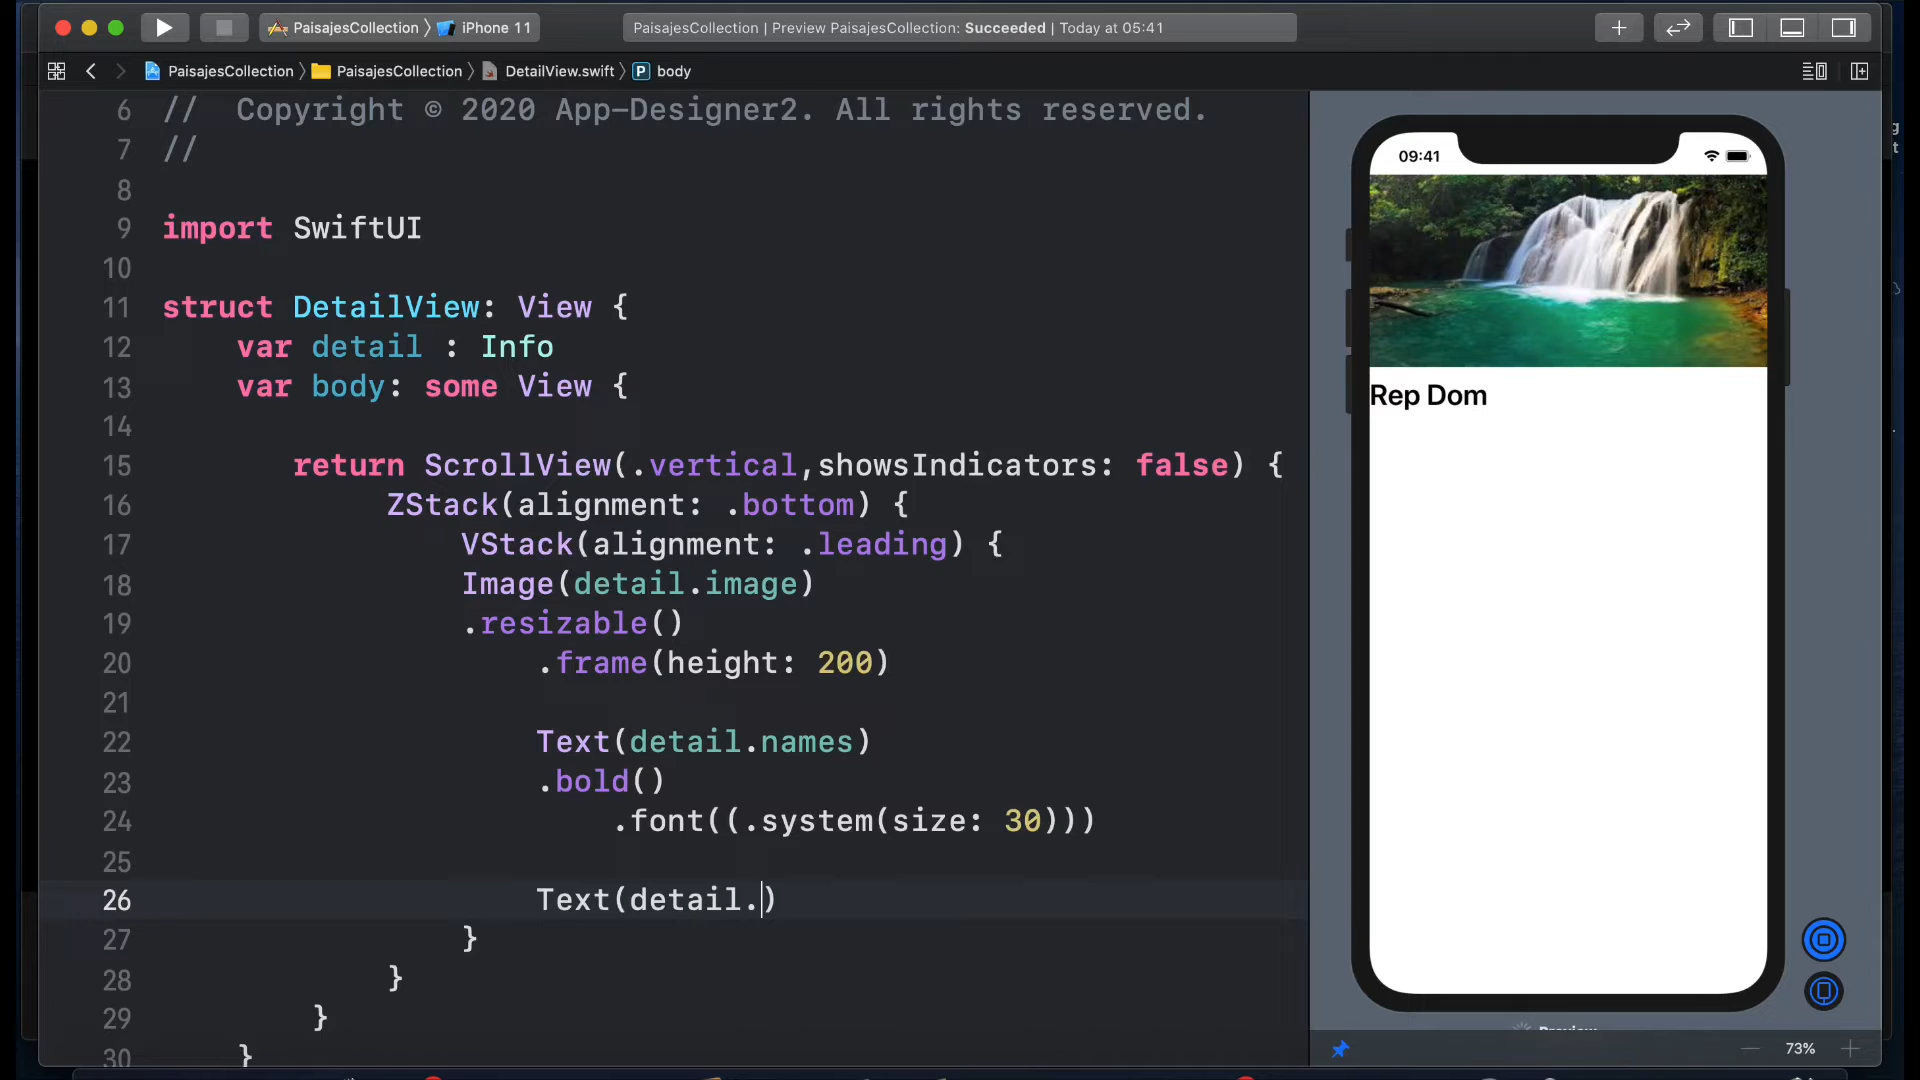 PaisajesCollection 〉 iPhone 11
PaisajesCollection | Preview PaisajesCollection: Succeeded | Today at 05:41
PaisajesCollection 〉 PaisajesCollection 〉 DetailView.swift 〉 P body
6 //  Copyright © 2020 App-Designer2. All rights reserved.
7 //
8
9 import SwiftUI
10
11 struct DetailView: View {
12 var detail : Info
13 var body: some View {
14
15 return ScrollView(.vertical,showsIndicators: false) {
16 ZStack(alignment: .bottom) {
17 VStack(alignment: .leading) {
18 Image(detail.image)
19 .resizable()
20 .frame(height: 200)
21
22 Text(detail.names)
23 .bold()
24 .font((.system(size: 30)))
25
26 Text(detail.)
27 }
28 }
29 }
30 }
09:41
Rep Dom
Preview
73%